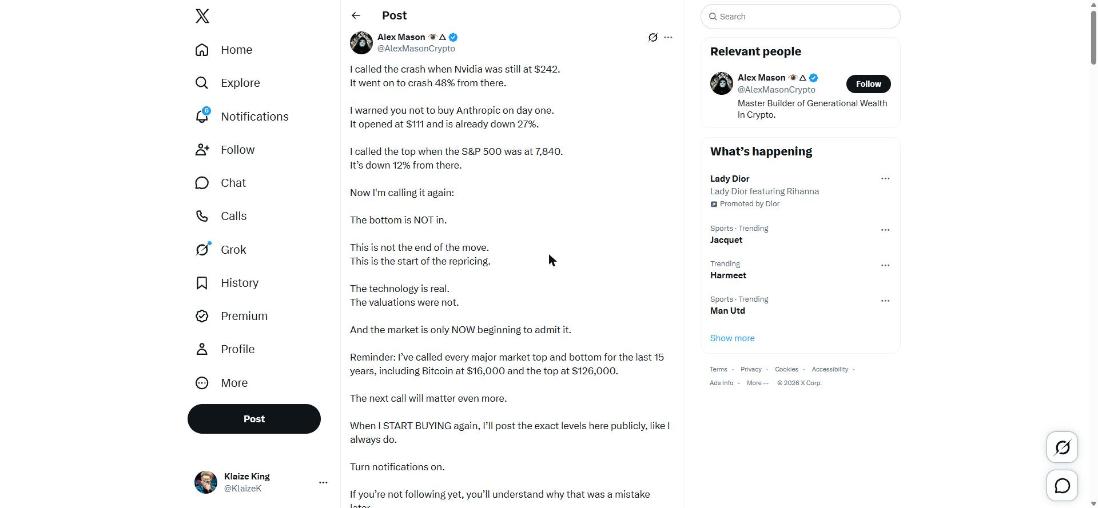 Post
Alex Mason
@AlexMasonCrypto
I called the crash when Nvidia was still at $242.
It went on to crash 48% from there.
I warned you not to buy Anthropic on day one.
It opened at $111 and is already down 27%.
I called the top when the S&P 500 was at 7,840.
It's down 12% from there.
Now I'm calling it again:
The bottom is NOT in.
This is not the end of the move.
This is the start of the repricing.
The technology is real.
The valuations were not.
And the market is only NOW beginning to admit it.
Reminder: I've called every major market top and bottom for the last 15
years, including Bitcoin at $16,000 and the top at $126,000.
The next call will matter even more.
When I START BUYING again, I'll post the exact levels here publicly, like I
always do.
Turn notifications on.
If you're not following yet, you'll understand why that was a mistake
later.
Home
Explore
Notifications
Follow
Chat
Calls
Grok
History
Premium
Profile
More
Post
Klaize King
@KlaizeK
Search
Relevant people
Alex Mason
@AlexMasonCrypto
Follow
Master Builder of Generational Wealth
In Crypto.
What's happening
Lady Dior
Lady Dior featuring Rihanna
Promoted by Dior
Sports · Trending
Jacquet
Trending
Harmeet
Sports · Trending
Man Utd
Show more
Terms · Privacy · Cookies · Accessibility ·
Ads info · More ··· © 2026 X Corp.